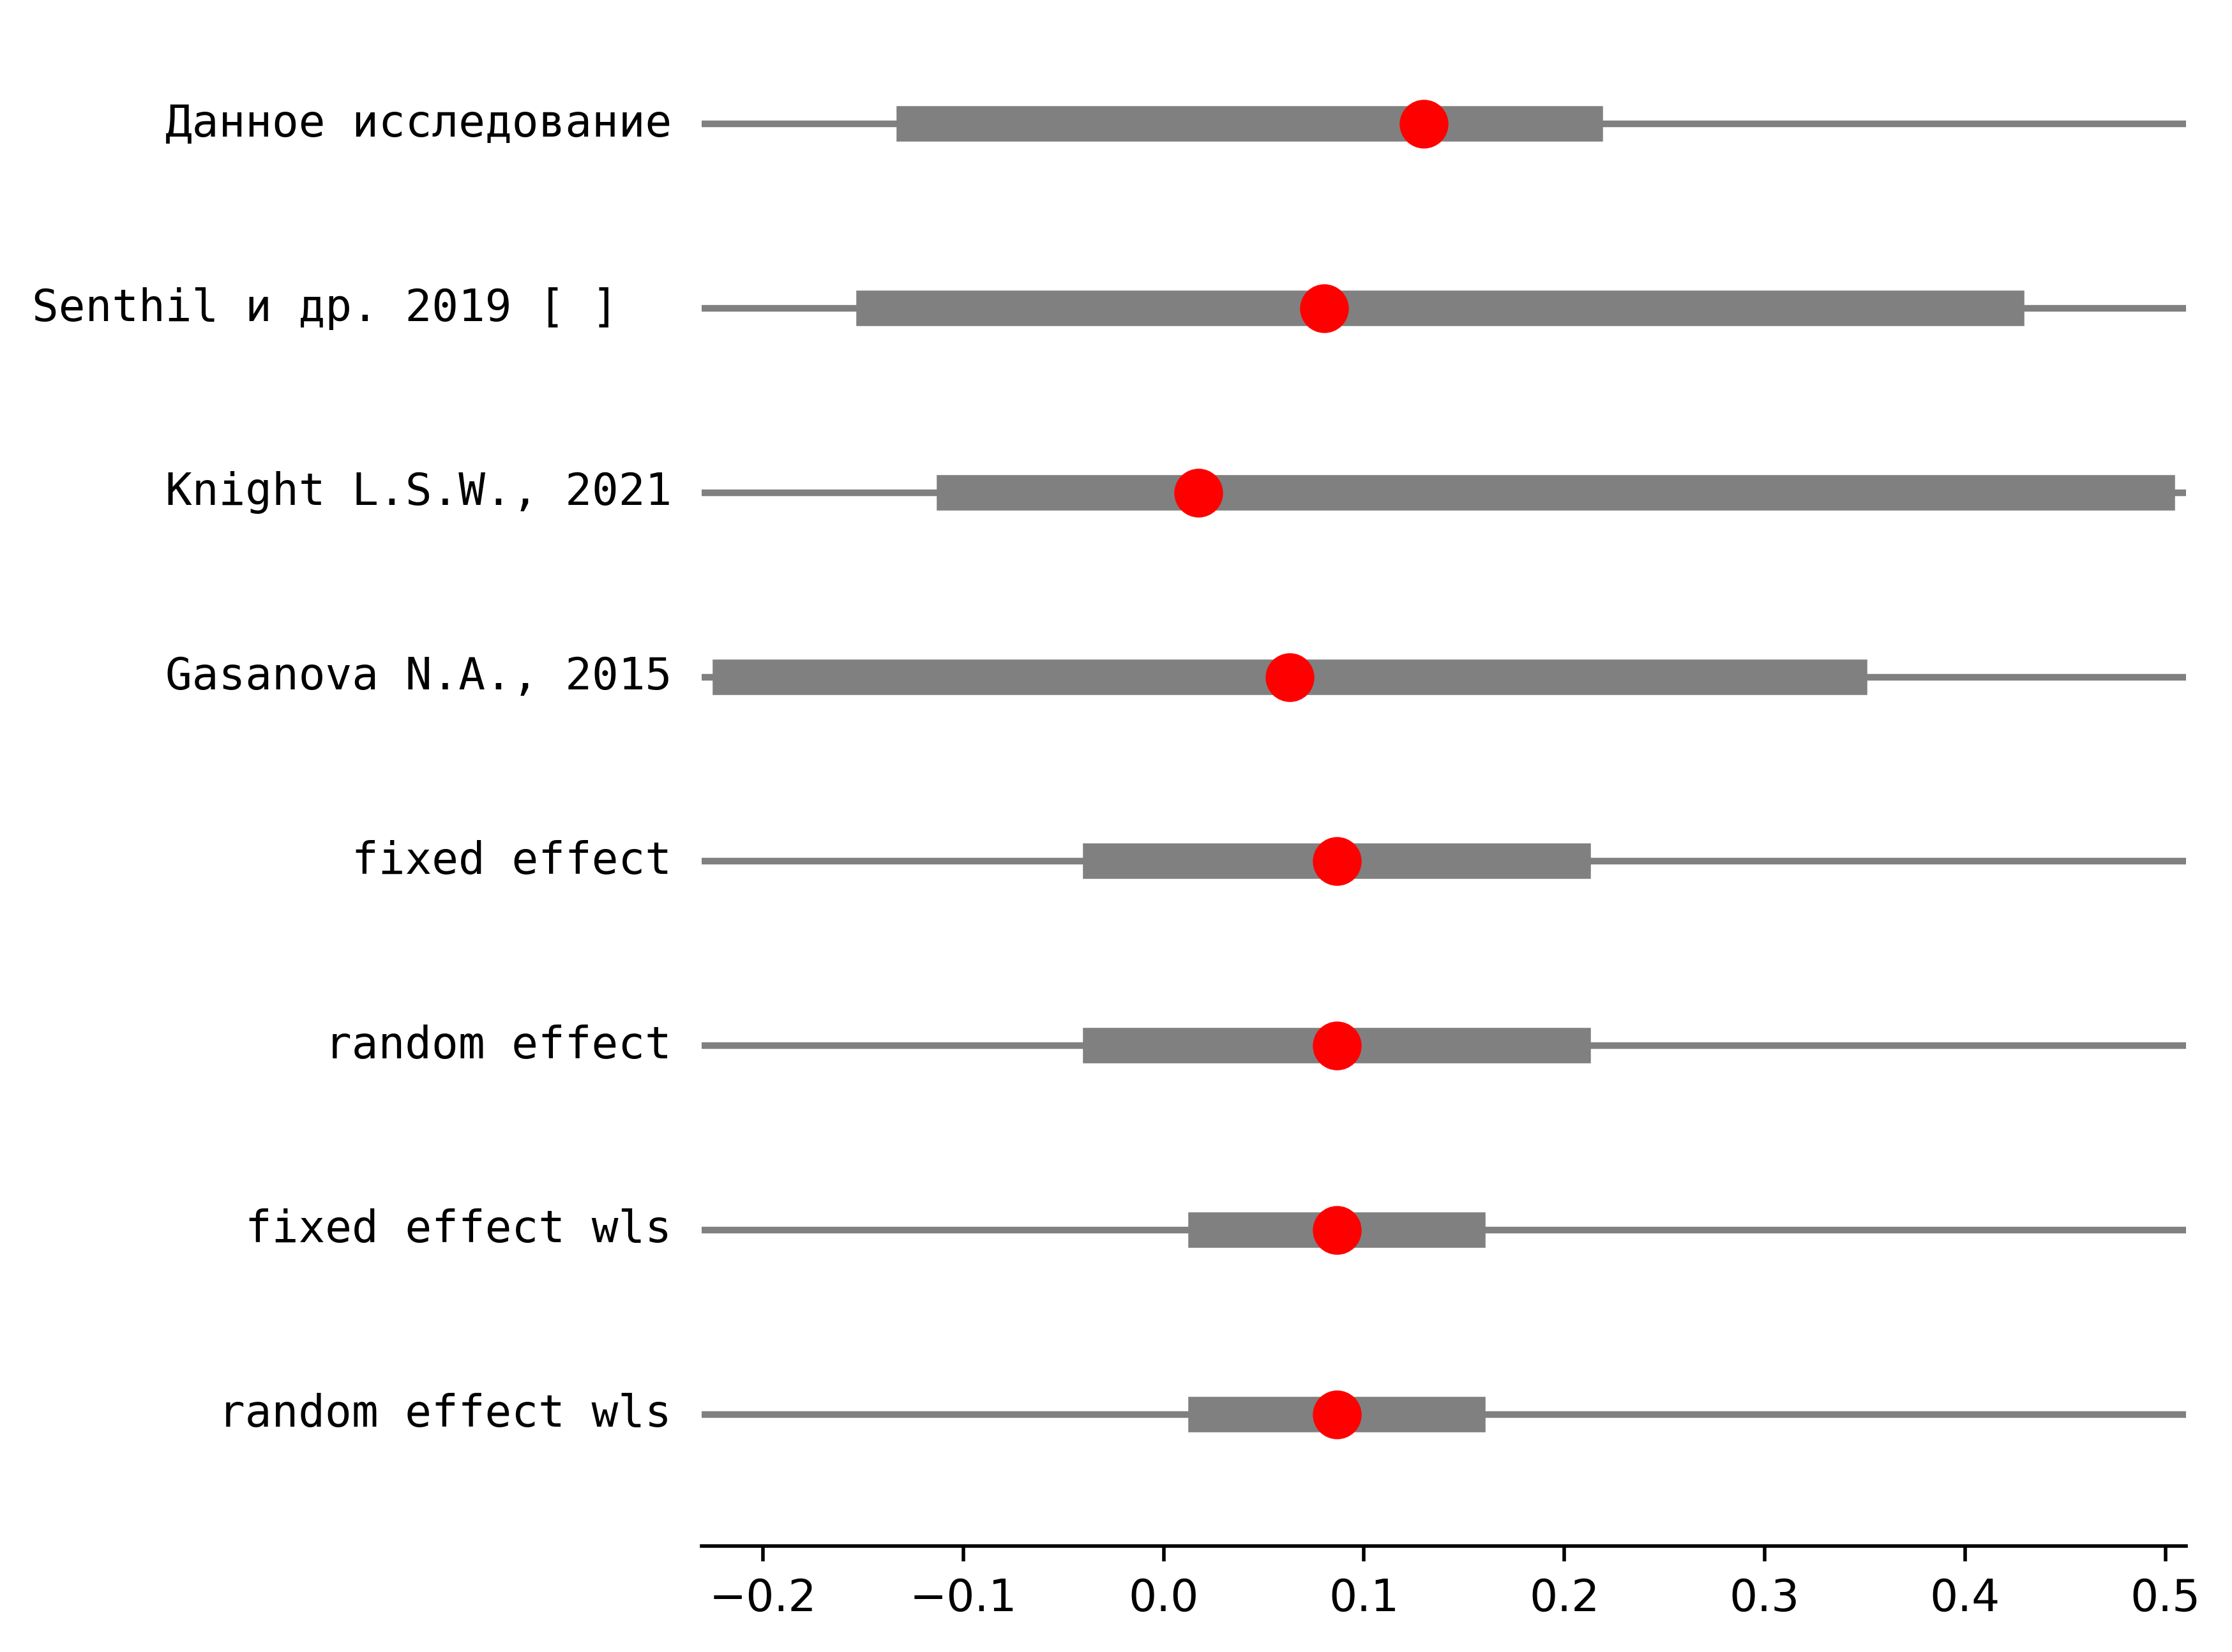 Данное исследование
Senthil и др. 2019 [ ]
Knight L.S.W., 2021
Gasanova N.A., 2015
fixed effect
random effect
fixed effect wls
random effect wls
−0.2 −0.1 0.0 0.1 0.2 0.3 0.4 0.5